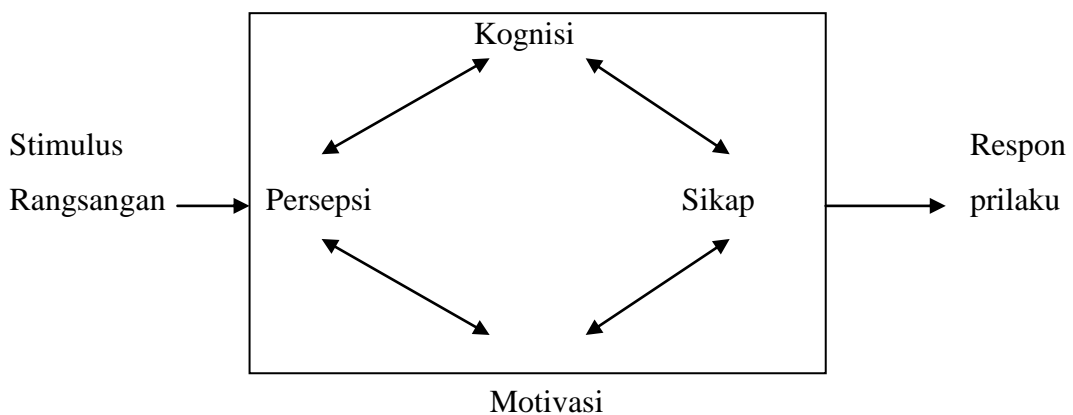 Kognisi
Stimulus
Rangsangan
Persepsi
Sikap
Respon
prilaku
Motivasi